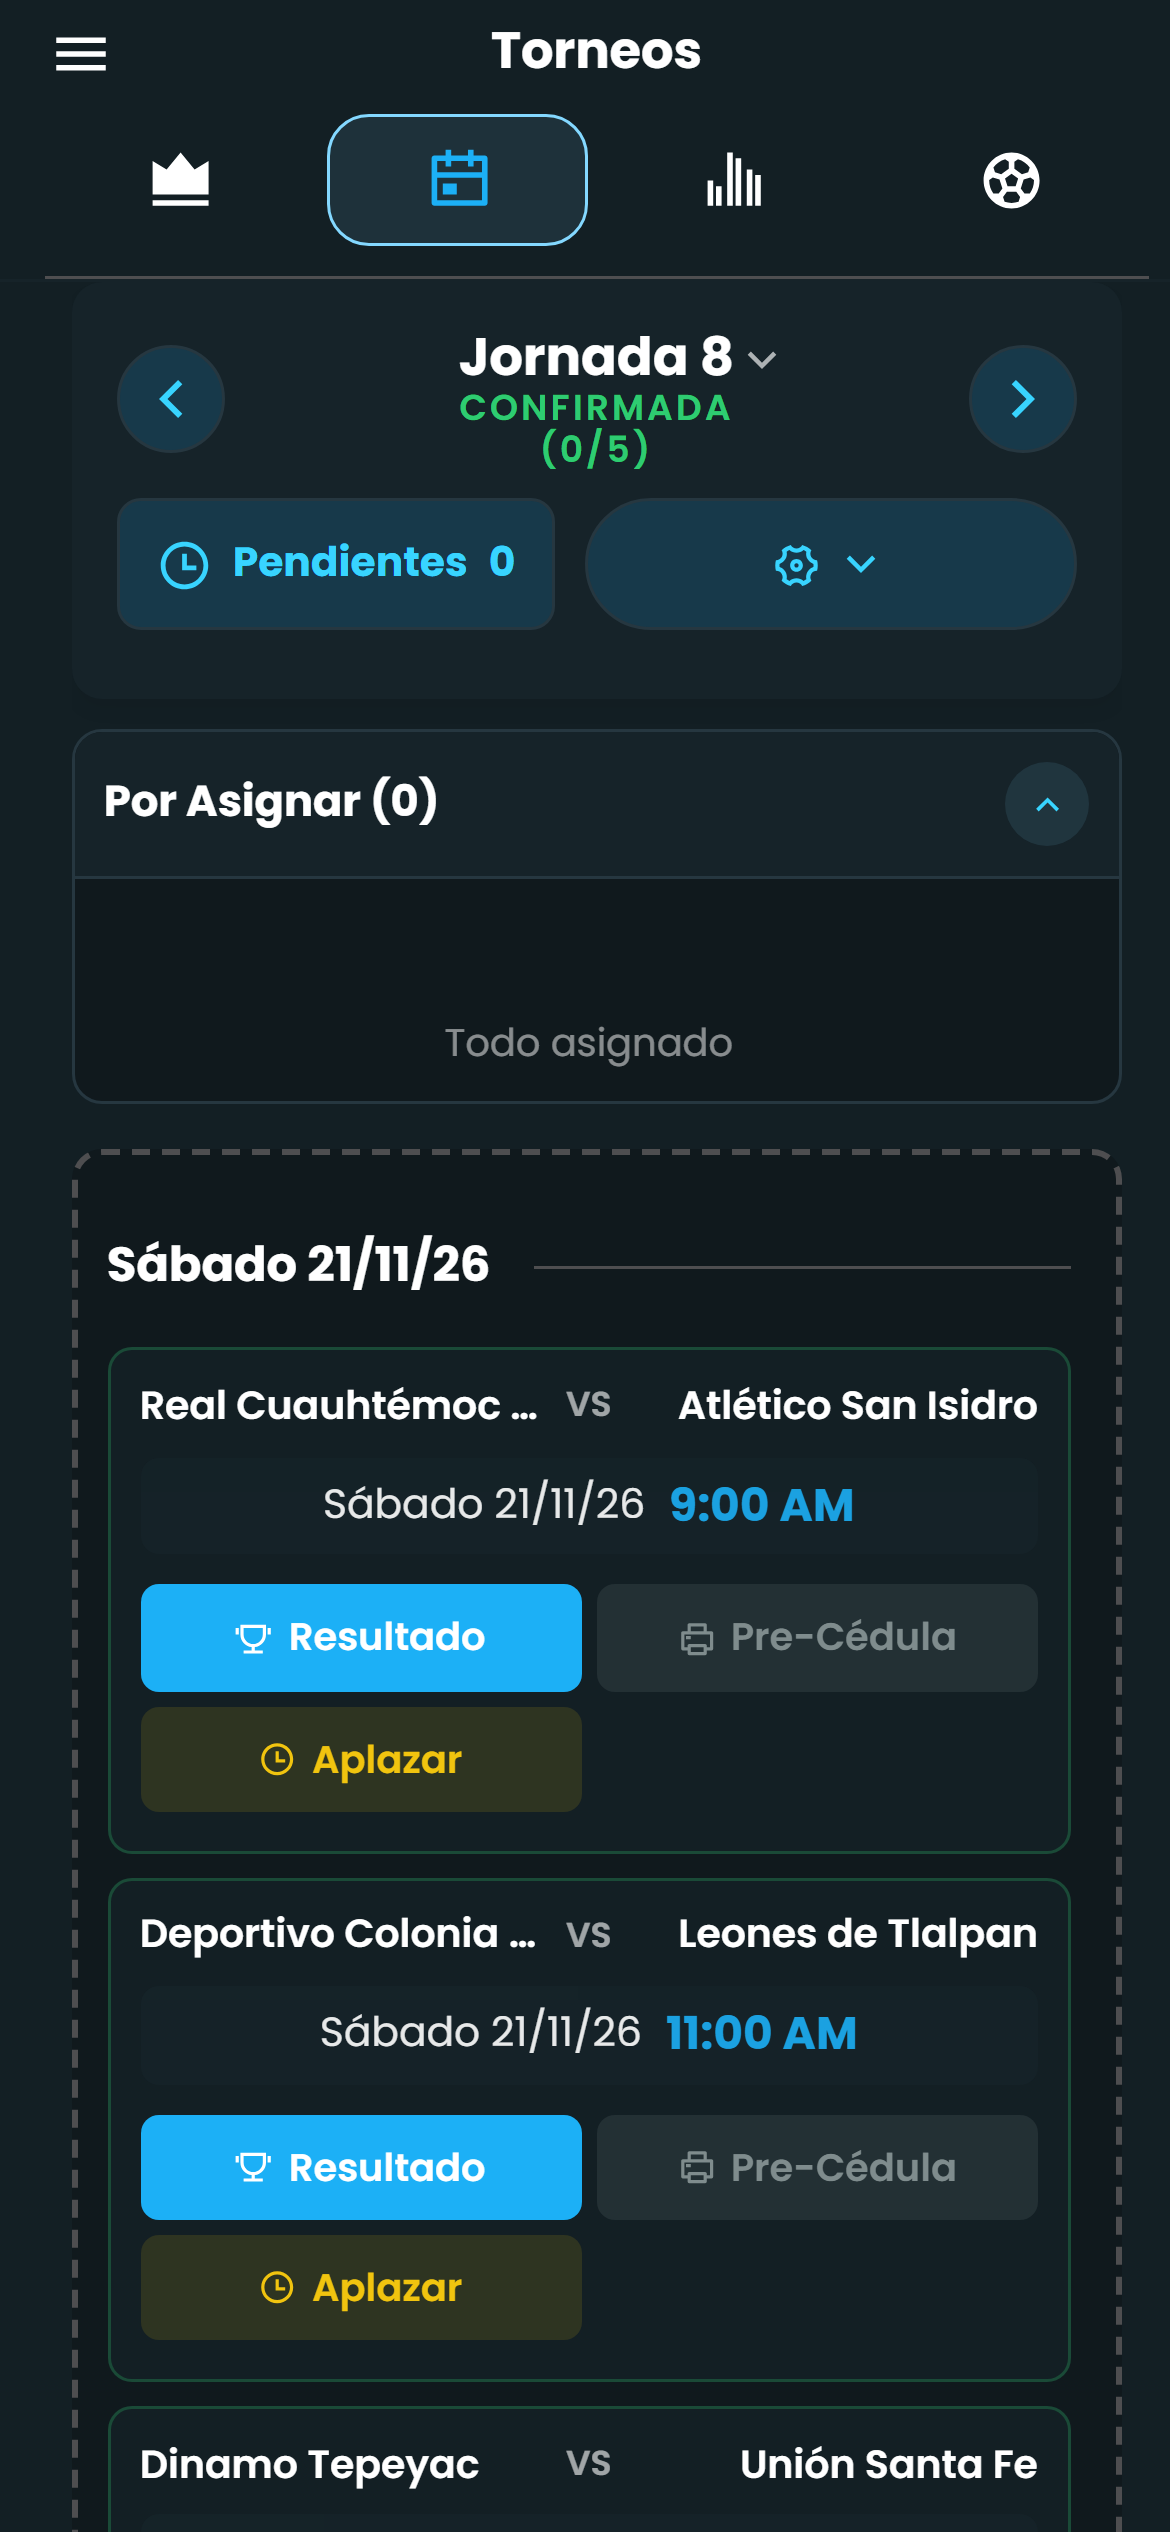 Torneos
Jornada 8
CONFIRMADA
(0/5)
Pendientes 0
Por Asignar (0)
Todo asignado
Sábado 21/11/26
Real Cuauhtémoc ... VS Atlético San Isidro
Sábado 21/11/26 9:00 AM
Resultado Pre-Cédula
Aplazar
Deportivo Colonia ... VS Leones de Tlalpan
Sábado 21/11/26 11:00 AM
Resultado Pre-Cédula
Aplazar
Dinamo Tepeyac VS Unión Santa Fe